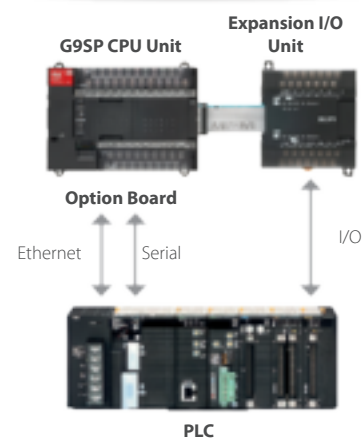 Expansion I/O
G9SP CPU Unit
Unit
Option Board
Ethernet
Serial
I/O
PLC